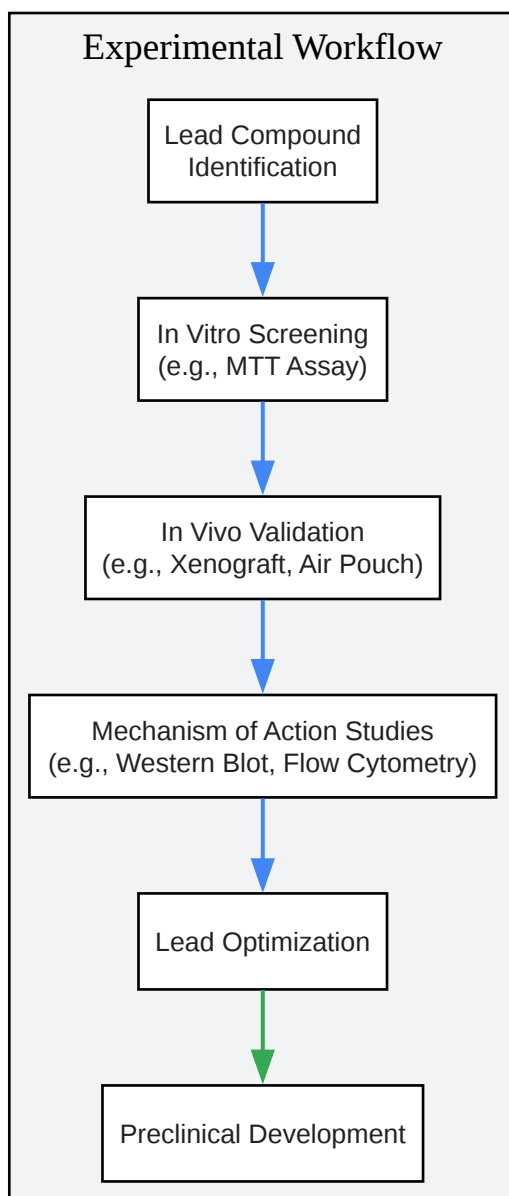 Experimental Workflow
Lead Compound
Identification
In Vitro Screening
(e.g., MTT Assay)
In Vivo Validation
(e.g., Xenograft, Air Pouch)
Mechanism of Action Studies
(e.g., Western Blot, Flow Cytometry)
Lead Optimization
Preclinical Development